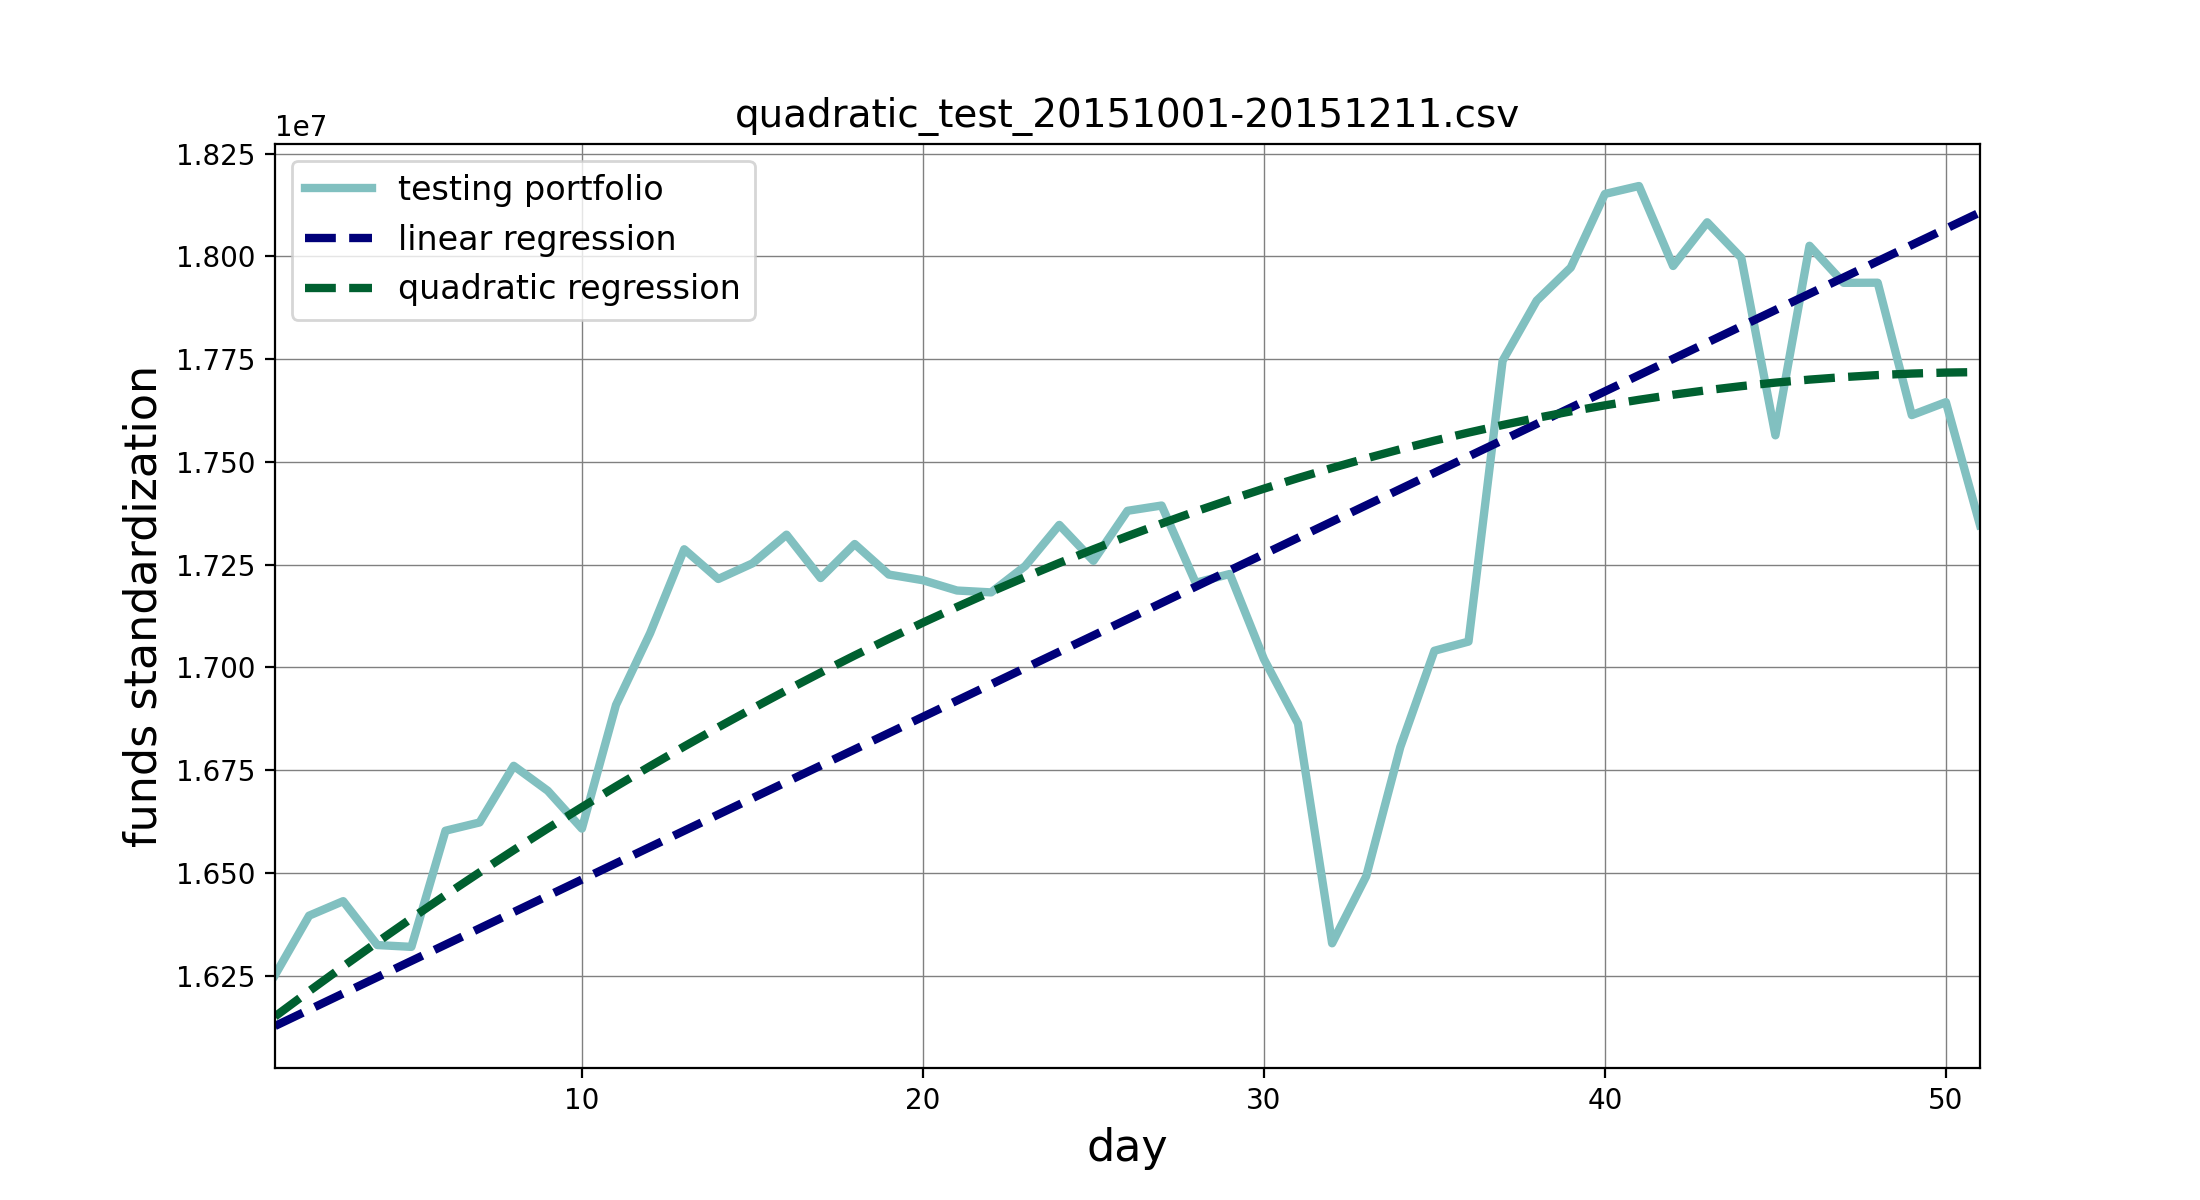 quadratic_test_20151001-20151211.csv
1e7
1.825
1.800
1.775
1.750
1.725
1.700
1.675
1.650
1.625
funds standardization
testing portfolio
linear regression
quadratic regression
10 20 30 40 50
day